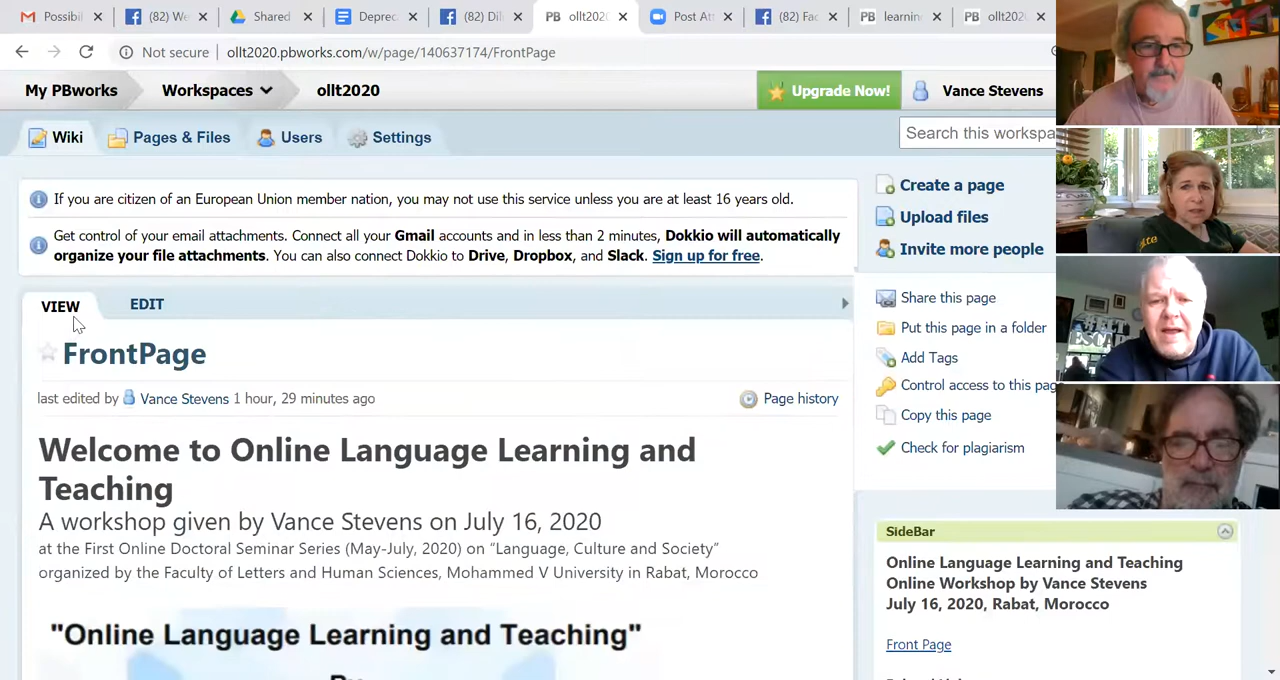 Possibil
(82) We
Shared
Deprec
(82) Dil
ollt2020
Post At
(82) Fac
learning
ollt2020
Not secure
ollt2020.pbworks.com/w/page/140637174/FrontPage
My PBworks
Workspaces
ollt2020
Upgrade Now!
Vance Stevens
Wiki
Pages & Files
Users
Settings
Search this workspa
If you are citizen of an European Union member nation, you may not use this service unless you are at least 16 years old.
Get control of your email attachments. Connect all your Gmail accounts and in less than 2 minutes, Dokkio will automatically
organize your file attachments. You can also connect Dokkio to Drive, Dropbox, and Slack. Sign up for free.
Create a page
Upload files
Invite more people
VIEW
EDIT
Share this page
Put this page in a folder
Add Tags
Control access to this pag
Copy this page
Check for plagiarism
FrontPage
last edited by Vance Stevens 1 hour, 29 minutes ago
Page history
Welcome to Online Language Learning and
Teaching
A workshop given by Vance Stevens on July 16, 2020
at the First Online Doctoral Seminar Series (May-July, 2020) on “Language, Culture and Society”
organized by the Faculty of Letters and Human Sciences, Mohammed V University in Rabat, Morocco
"Online Language Learning and Teaching"
SideBar
Online Language Learning and Teaching
Online Workshop by Vance Stevens
July 16, 2020, Rabat, Morocco
Front Page
ESCAP